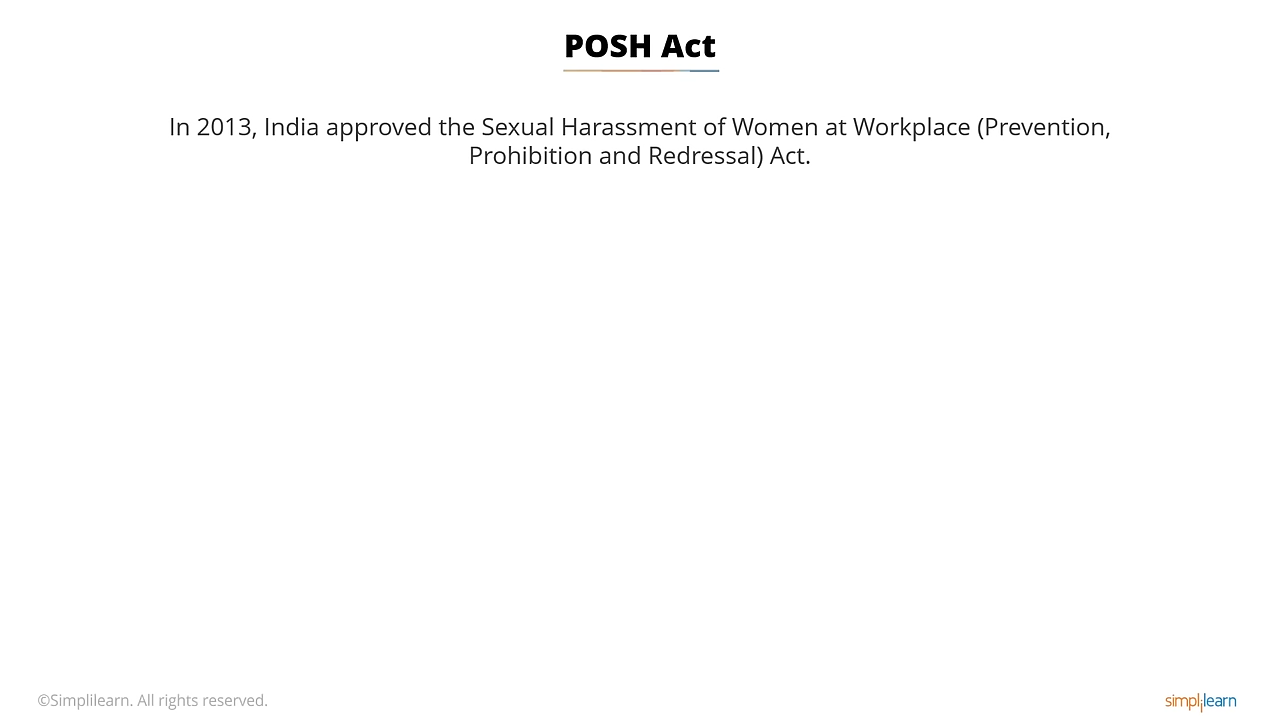 POSH Act
In 2013, India approved the Sexual Harassment of Women at Workplace (Prevention,
Prohibition and Redressal) Act.
©Simplilearn. All rights reserved.
simplilearn